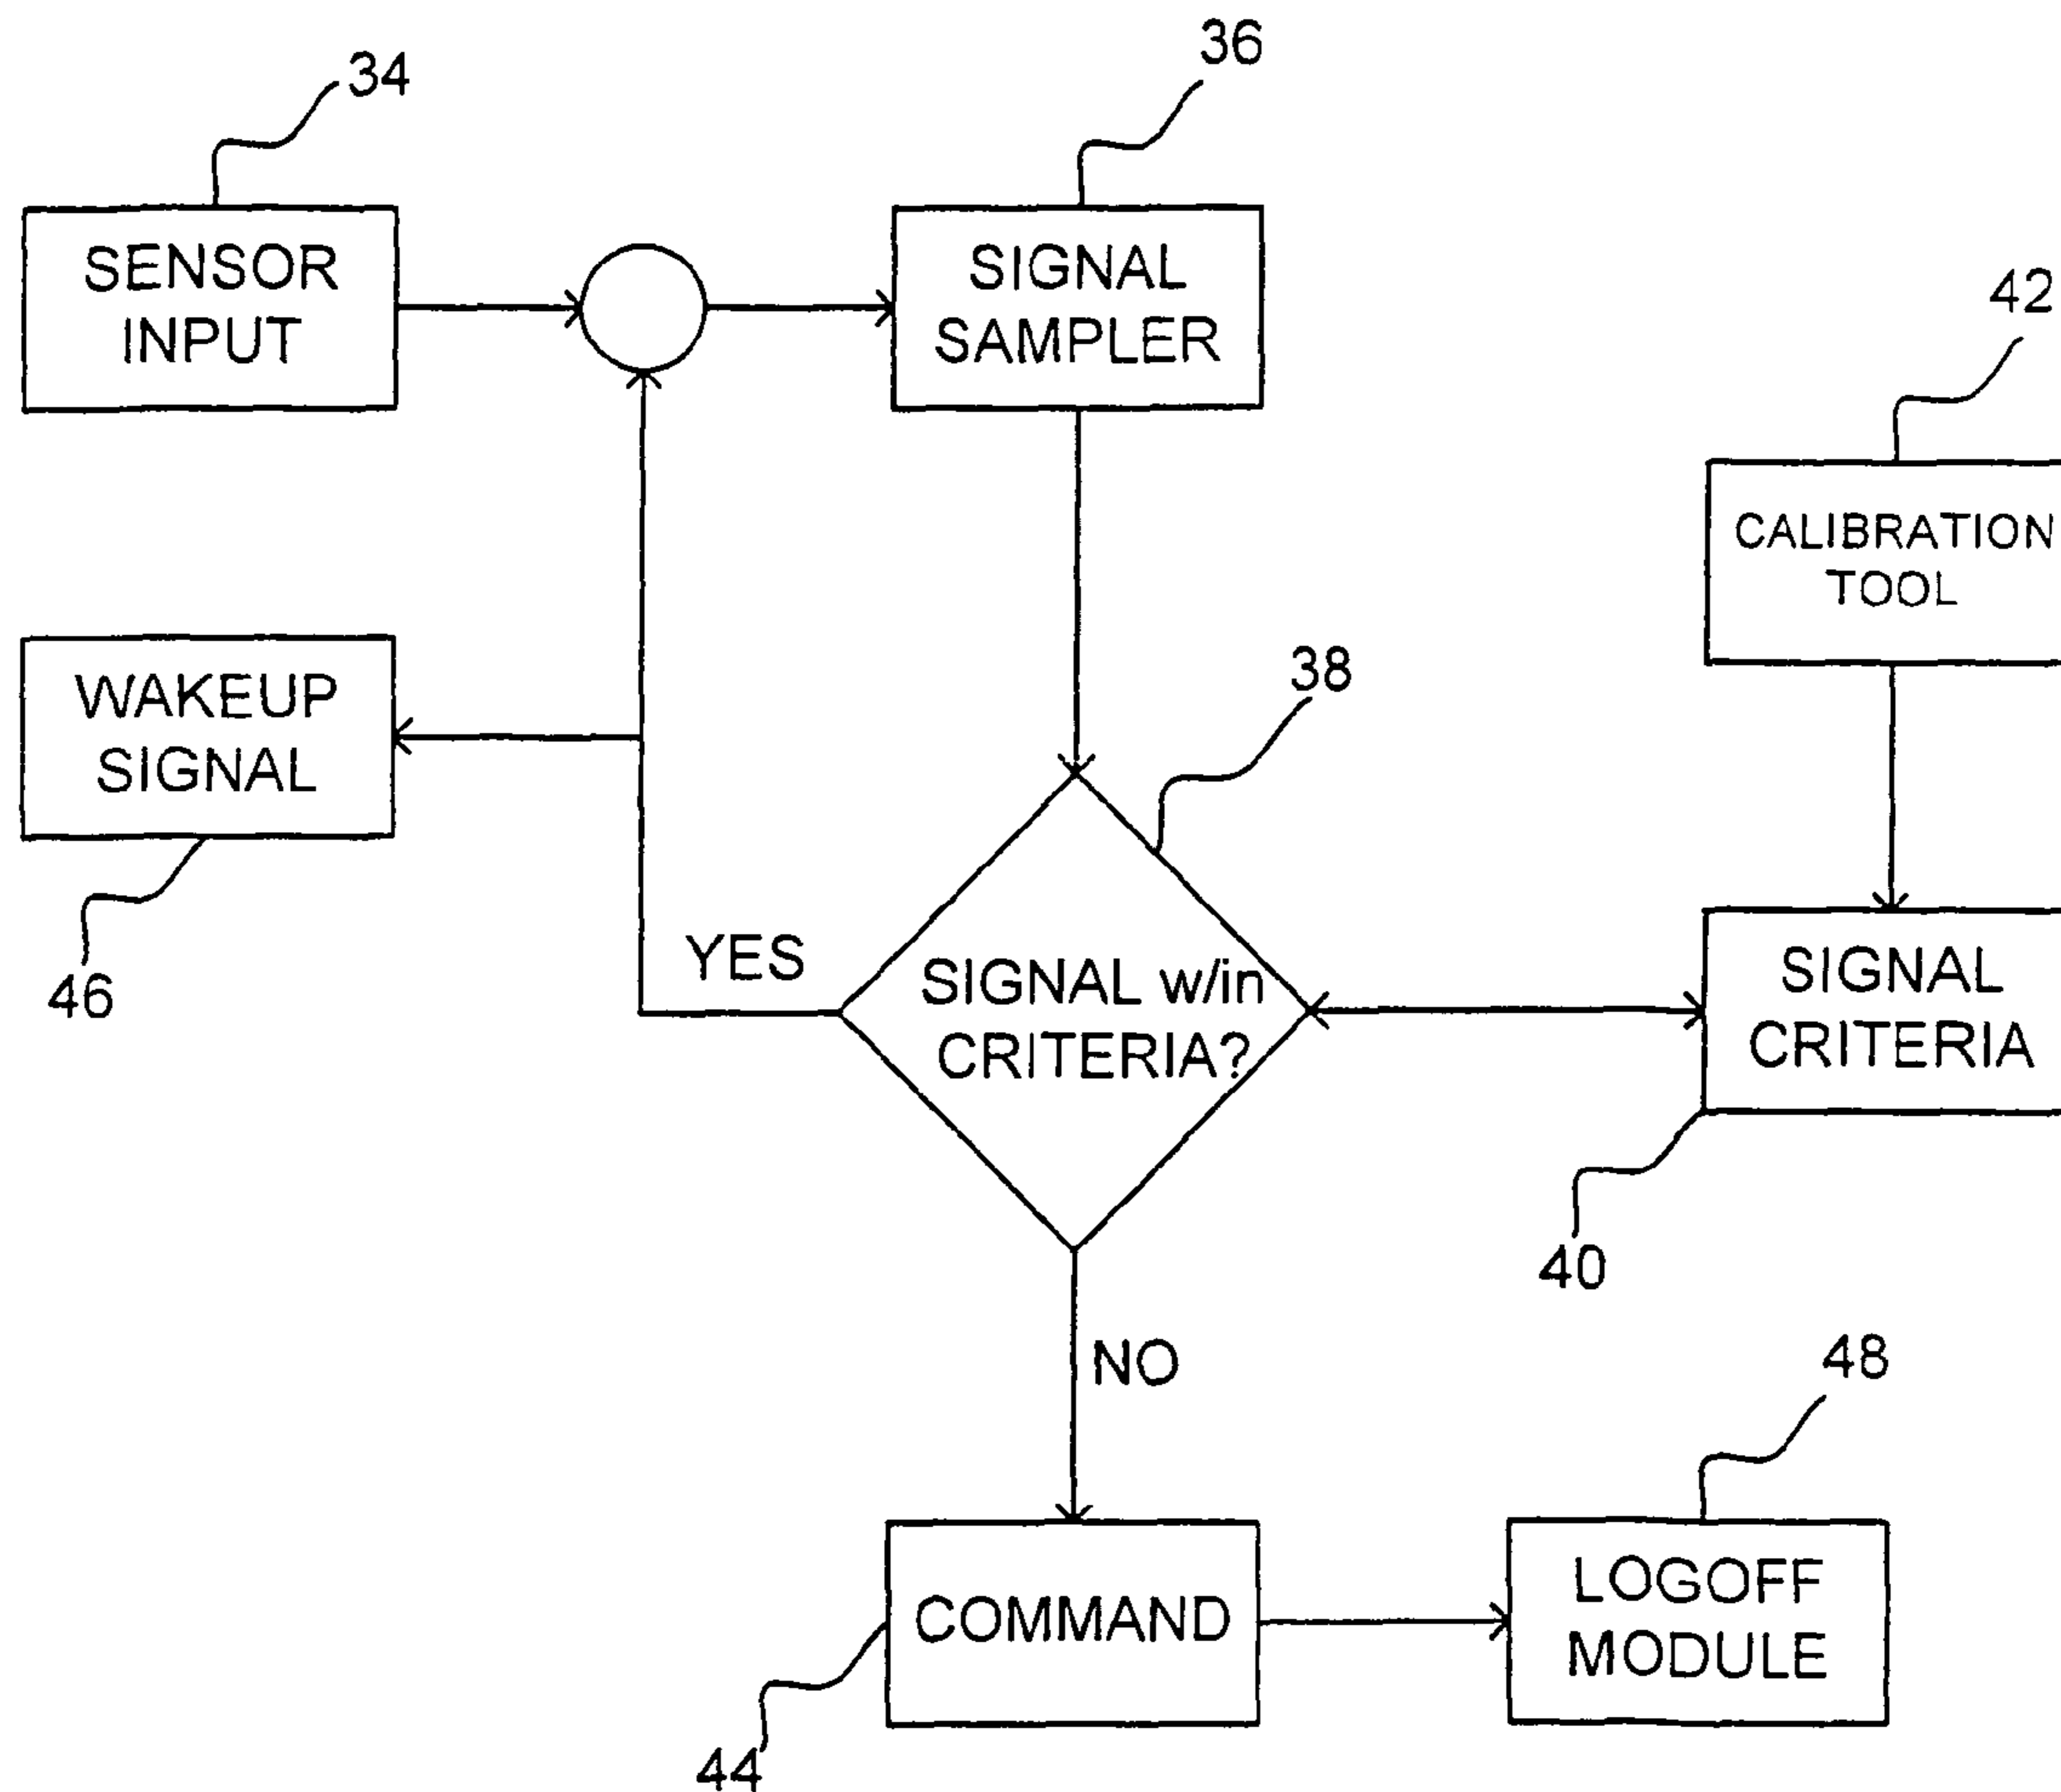 36
34
SENSOR
INPUT
SIGNAL
SAMPLER
42
CALIBRATION
TOOL
WAKEUP
SIGNAL
38
46
YES
SIGNAL w/in
CRITERIA?
SIGNAL
CRITERIA
40
NO
48
COMMAND
LOGOFF
MODULE
44